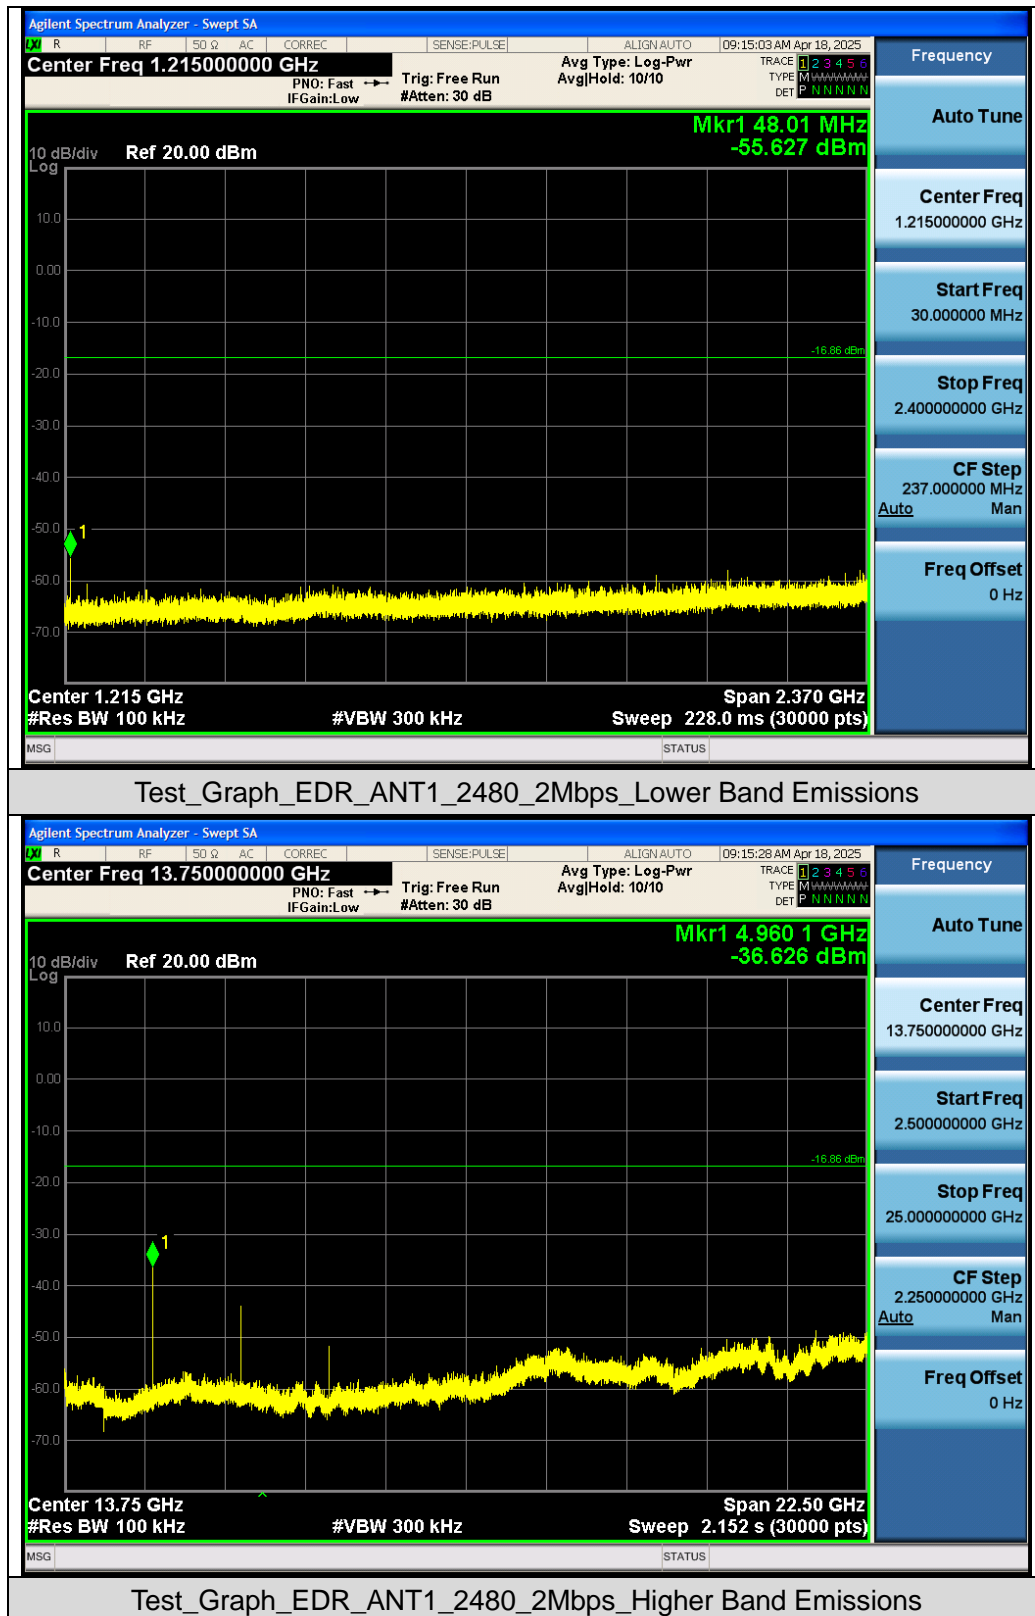 Agilent Spectrum Analyzer - Swept SA
LXI R RF 50 Ω AC CORREC SENSE:PULSE ALIGN AUTO 09:15:03 AM Apr 18, 2025
Center Freq 1.215000000 GHz
PNO: Fast
IFGain:Low
Trig: Free Run
#Atten: 30 dB
Avg Type: Log-Pwr
Avg|Hold: 10/10
TRACE 1 2 3 4 5 6
TYPE M
DET P N N N N N
Mkr1 48.01 MHz
-55.627 dBm
10 dB/div Ref 20.00 dBm
Log
10.0
0.00
-10.0
-16.86 dBm
-20.0
-30.0
-40.0
-50.0
1
-60.0
-70.0
Center 1.215 GHz Span 2.370 GHz
#Res BW 100 kHz #VBW 300 kHz Sweep 228.0 ms (30000 pts)
MSG STATUS
Frequency
Auto Tune
Center Freq
1.215000000 GHz
Start Freq
30.000000 MHz
Stop Freq
2.400000000 GHz
CF Step
237.000000 MHz
Auto Man
Freq Offset
0 Hz
Test_Graph_EDR_ANT1_2480_2Mbps_Lower Band Emissions
Agilent Spectrum Analyzer - Swept SA
LXI R RF 50 Ω AC CORREC SENSE:PULSE ALIGN AUTO 09:15:28 AM Apr 18, 2025
Center Freq 13.750000000 GHz
PNO: Fast
IFGain:Low
Trig: Free Run
#Atten: 30 dB
Avg Type: Log-Pwr
Avg|Hold: 10/10
TRACE 1 2 3 4 5 6
TYPE M
DET P N N N N N
Mkr1 4.960 1 GHz
-36.626 dBm
10 dB/div Ref 20.00 dBm
Log
10.0
0.00
-10.0
-16.86 dBm
-20.0
-30.0
1
-40.0
-50.0
-60.0
-70.0
Center 13.75 GHz Span 22.50 GHz
#Res BW 100 kHz #VBW 300 kHz Sweep 2.152 s (30000 pts)
MSG STATUS
Frequency
Auto Tune
Center Freq
13.750000000 GHz
Start Freq
2.500000000 GHz
Stop Freq
25.000000000 GHz
CF Step
2.250000000 GHz
Auto Man
Freq Offset
0 Hz
Test_Graph_EDR_ANT1_2480_2Mbps_Higher Band Emissions